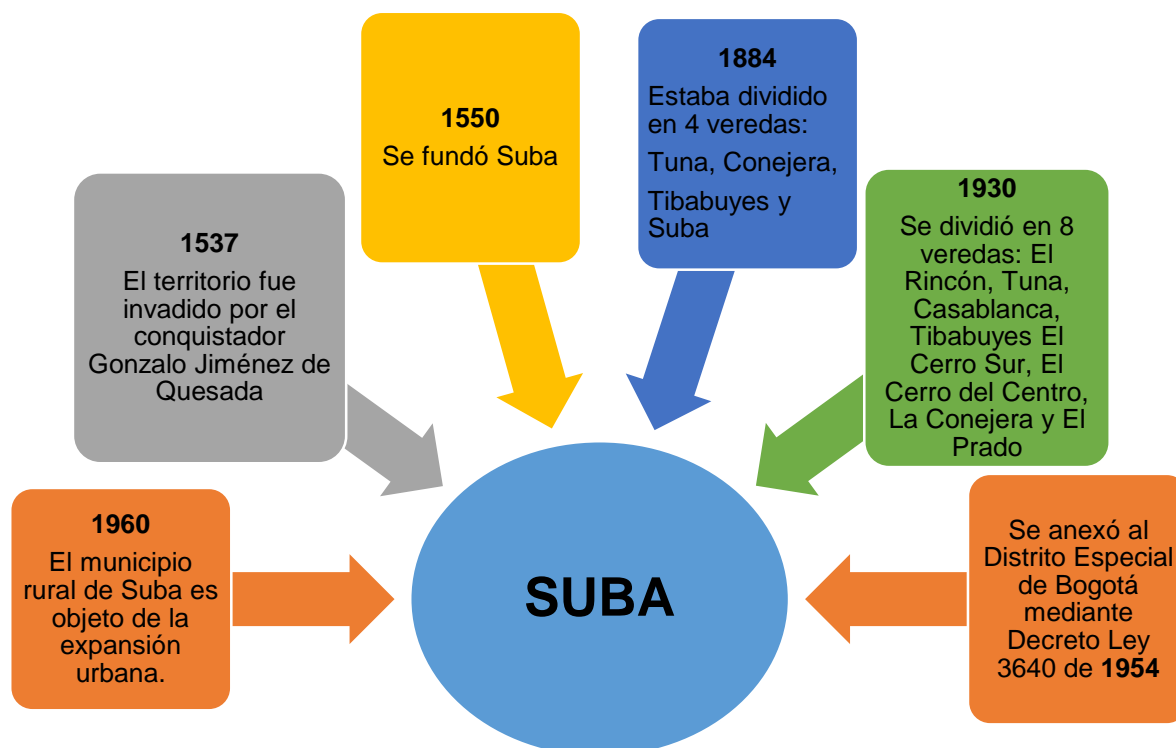 1884
Estaba dividido
en 4 veredas:
Tuna, Conejera,
Tibabuyes y
Suba
1550
Se fundó Suba
1930
Se dividió en 8
veredas: El
Rincón, Tuna,
Casablanca,
Tibabuyes El
Cerro Sur, El
Cerro del Centro,
La Conejera y El
Prado
1537
El territorio fue
invadido por el
conquistador
Gonzalo Jiménez de
Quesada
1960
El municipio
rural de Suba es
objeto de la
expansión
urbana.
SUBA
Se anexó al
Distrito Especial
de Bogotá
mediante
Decreto Ley
3640 de 1954